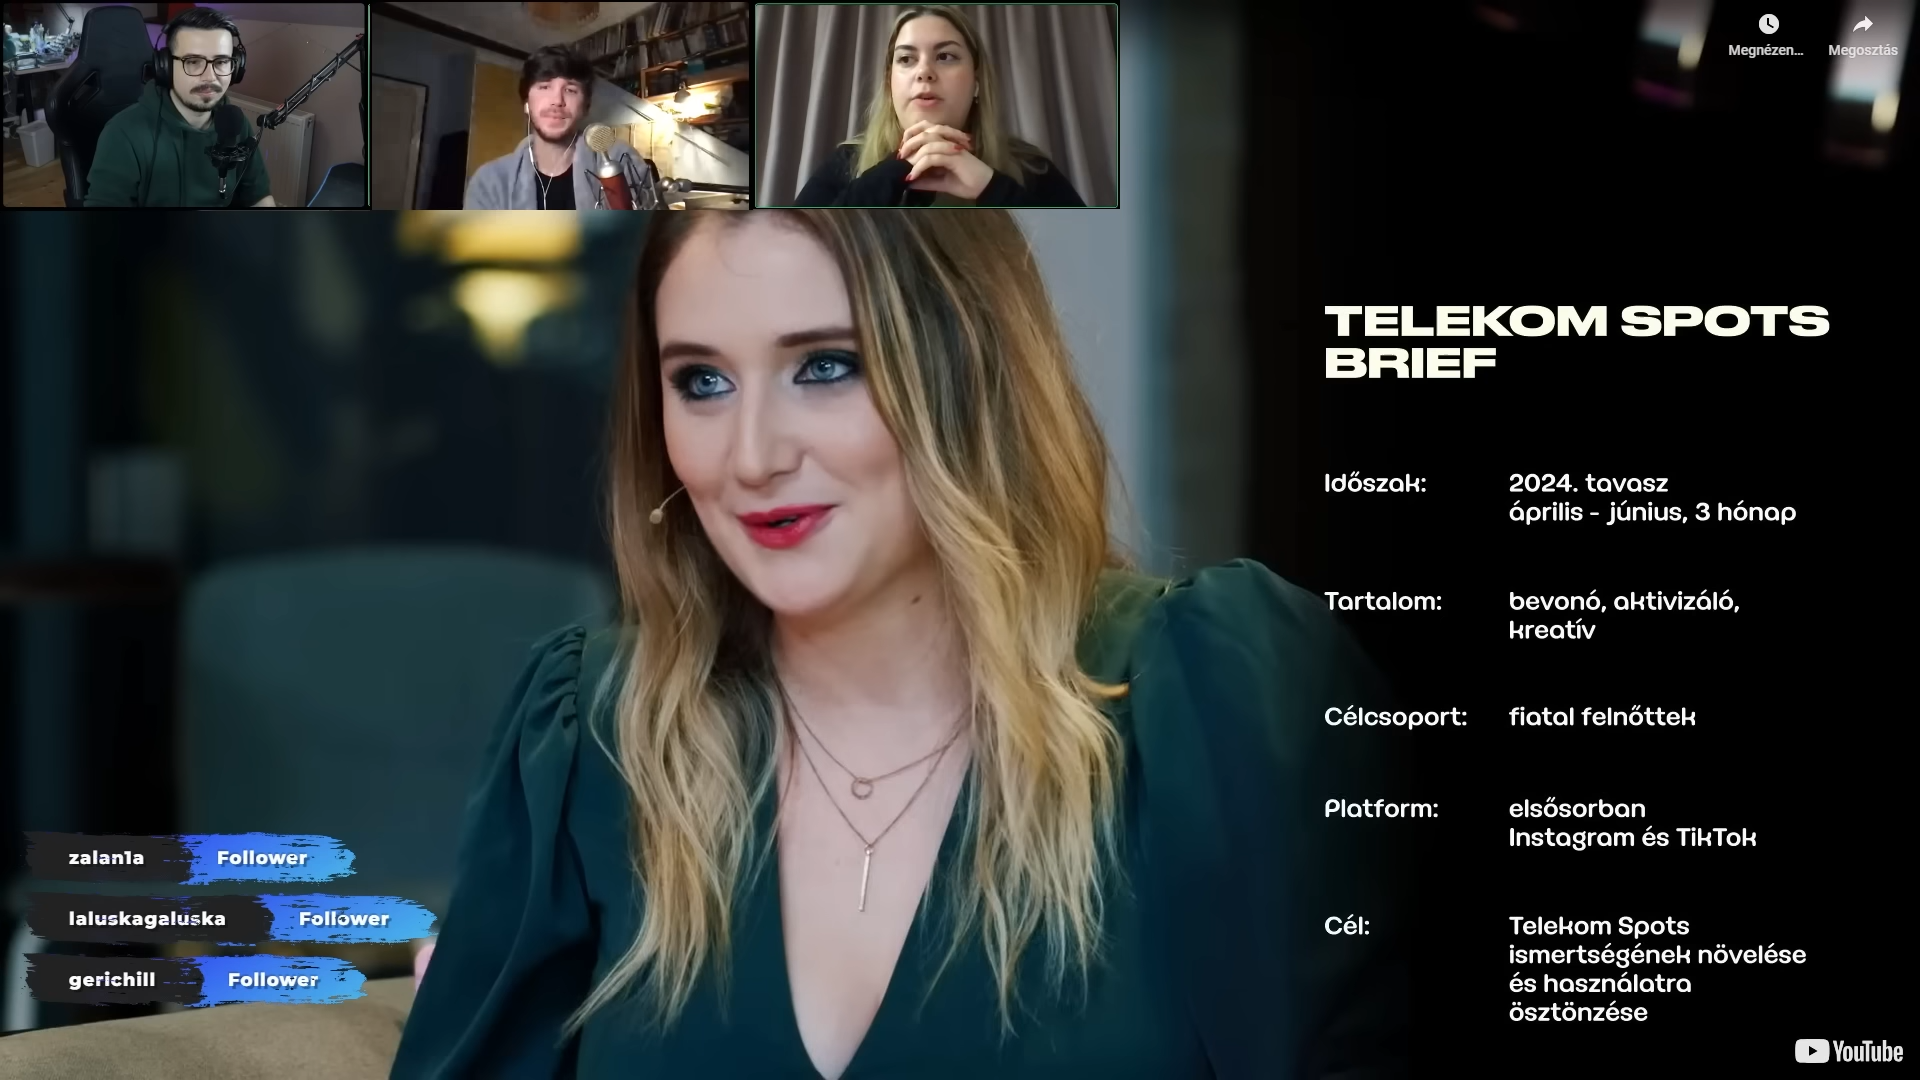 Megnézen...
Megosztás
TELEKOM SPOTS
BRIEF
Időszak:
2024. tavasz
április - június, 3 hónap
Tartalom:
bevonó, aktivizáló,
kreatív
Célcsoport:
fiatal felnőttek
Platform:
elsősorban
Instagram és TikTok
Cél:
Telekom Spots
ismertségének növelése
és használatra
ösztönzése
zalan1a Follower
laluskagaluska Follower
gerichill Follower
YouTube